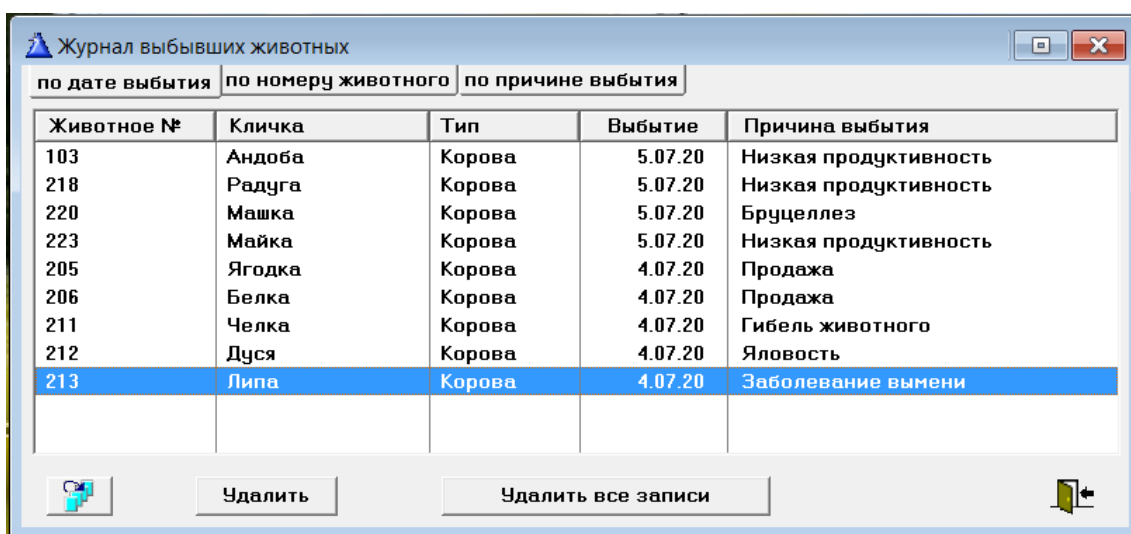 Журнал выбывших животных
по дате выбытия по номеру животного по причине выбытия
Животное № Кличка Тип Выбытие Причина выбытия
103 Андоба Корова 5.07.20 Низкая продуктивность
218 Радуга Корова 5.07.20 Низкая продуктивность
220 Машка Корова 5.07.20 Бруцеллез
223 Майка Корова 5.07.20 Низкая продуктивность
205 Ягодка Корова 4.07.20 Продажа
206 Белка Корова 4.07.20 Продажа
211 Челка Корова 4.07.20 Гибель животного
212 Дуся Корова 4.07.20 Яловость
213 Липа Корова 4.07.20 Заболевание вымени
Удалить Удалить все записи